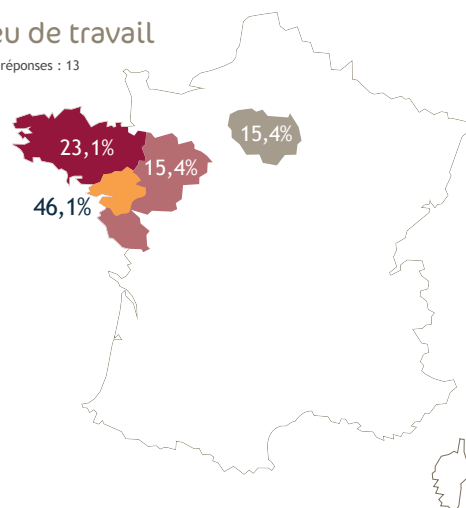 eu de travail
réponses : 13
23,1%
15,4%
15,4%
46,1%